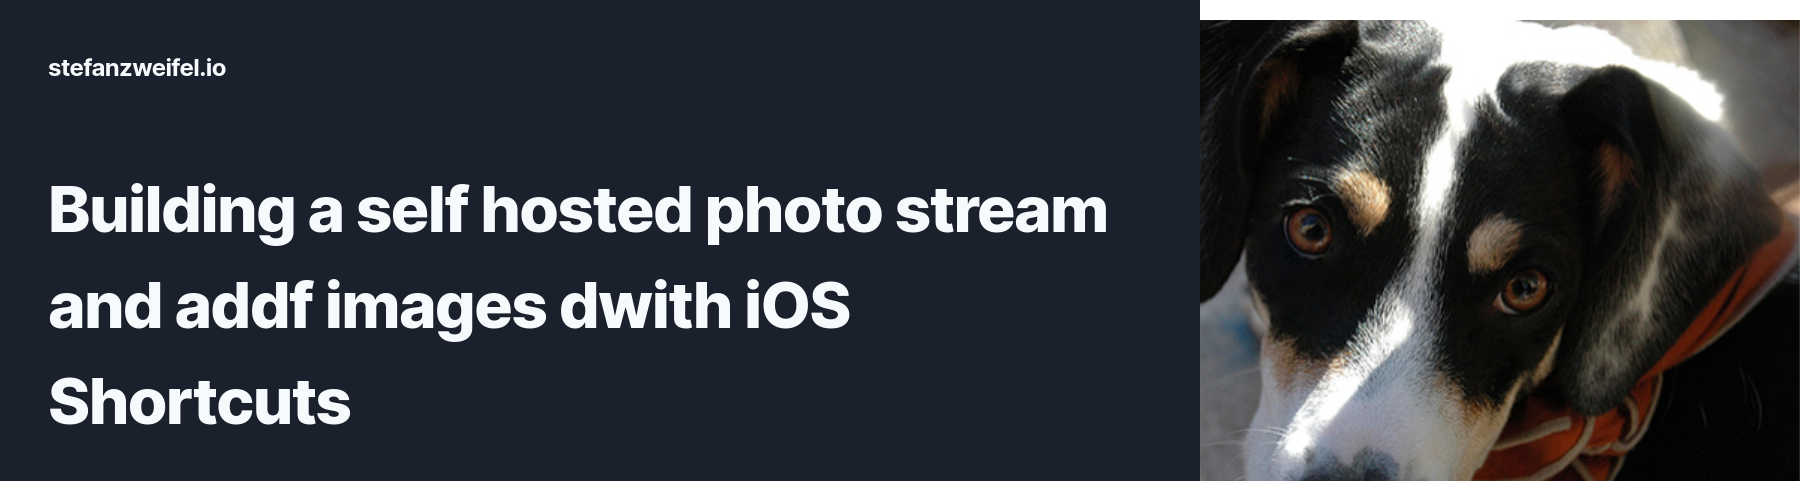 stefanzweifel.io
Building a self hosted photo stream
and addf images dwith iOS
Shortcuts